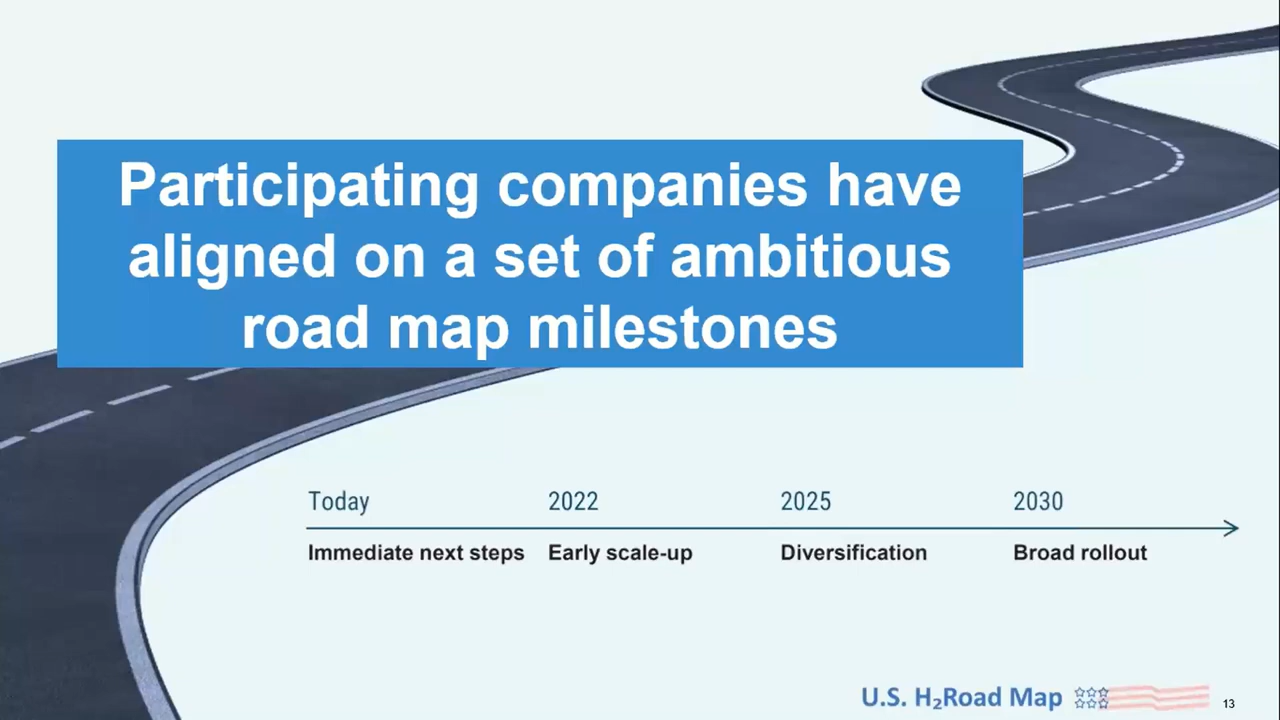 Participating companies have
aligned on a set of ambitious
road map milestones
Today 2022 2025 2030
Immediate next steps Early scale-up Diversification Broad rollout
U.S. H₂Road Map 13